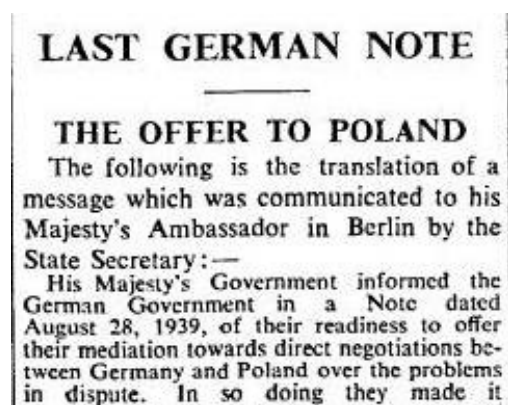 LAST GERMAN NOTE
THE OFFER TO POLAND
The following is the translation of a
message which was communicated to his
Majesty's Ambassador in Berlin by the
State Secretary:—
His Majesty's Government informed the
German Government in a Note dated
August 28, 1939, of their readiness to offer
their mediation towards direct negotiations be-
tween Germany and Poland over the problems
in dispute. In so doing they made it